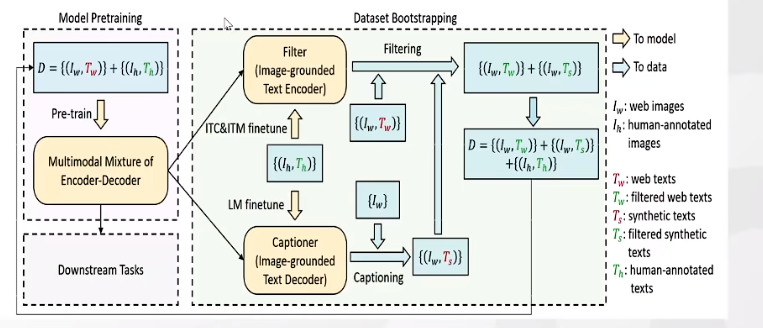 Model Pretraining
Dataset Bootstrapping
D = {(I_w, T_w)} + {(I_h, T_h)}
Pre-train
Multimodal Mixture of
Encoder-Decoder
Downstream Tasks
Filter
(Image-grounded
Text Encoder)
Filtering
ITC&ITM finetune
{(I_w, T_w)}
{(I_h, T_h)}
LM finetune
{I_w}
Captioner
(Image-grounded
Text Decoder)
Captioning
{(I_w, T_s)}
{(I_w, T_w)} + {(I_w, T_s)}
D = {(I_w, T_w)} + {(I_w, T_s)}
+{(I_h, T_h)}
To model
To data
I_w: web images
I_h: human-annotated
images
T_w: web texts
T_w: filtered web texts
T_s: synthetic texts
T_s: filtered synthetic
texts
T_h: human-annotated
texts